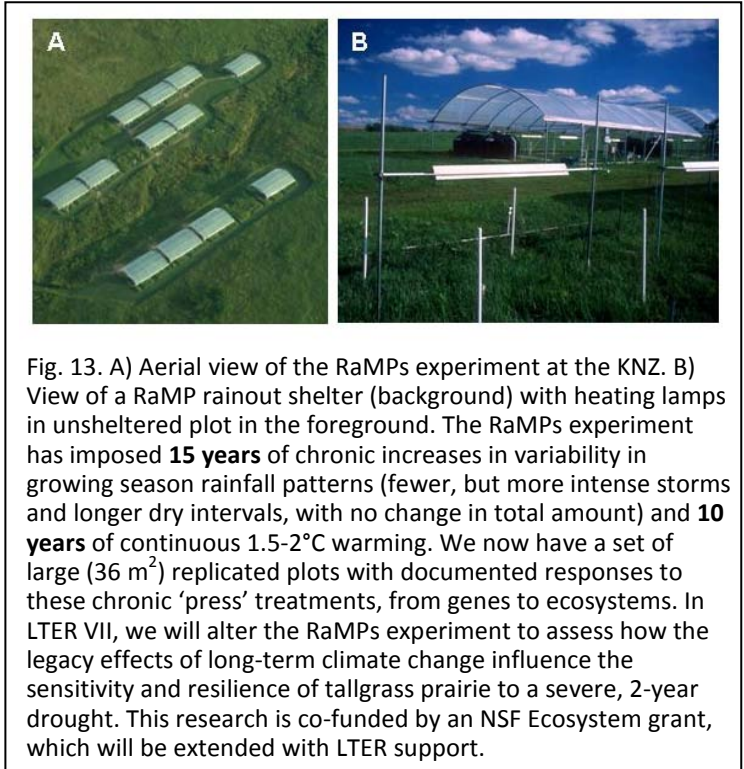 A
B
Fig. 13. A) Aerial view of the RaMPs experiment at the KNZ. B)
View of a RaMP rainout shelter (background) with heating lamps
in unsheltered plot in the foreground. The RaMPs experiment
has imposed 15 years of chronic increases in variability in
growing season rainfall patterns (fewer, but more intense storms
and longer dry intervals, with no change in total amount) and 10
years of continuous 1.5-2°C warming. We now have a set of
large (36 m²) replicated plots with documented responses to
these chronic ‘press’ treatments, from genes to ecosystems. In
LTER VII, we will alter the RaMPs experiment to assess how the
legacy effects of long-term climate change influence the
sensitivity and resilience of tallgrass prairie to a severe, 2-year
drought. This research is co-funded by an NSF Ecosystem grant,
which will be extended with LTER support.